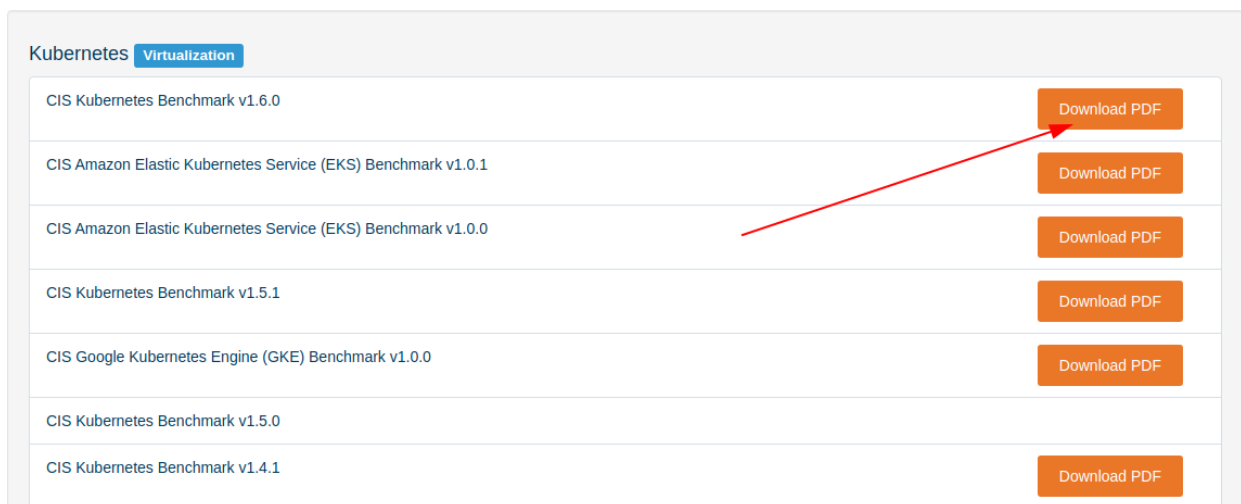 Kubernetes Virtualization
CIS Kubernetes Benchmark v1.6.0 Download PDF
CIS Amazon Elastic Kubernetes Service (EKS) Benchmark v1.0.1 Download PDF
CIS Amazon Elastic Kubernetes Service (EKS) Benchmark v1.0.0 Download PDF
CIS Kubernetes Benchmark v1.5.1 Download PDF
CIS Google Kubernetes Engine (GKE) Benchmark v1.0.0 Download PDF
CIS Kubernetes Benchmark v1.5.0
CIS Kubernetes Benchmark v1.4.1 Download PDF